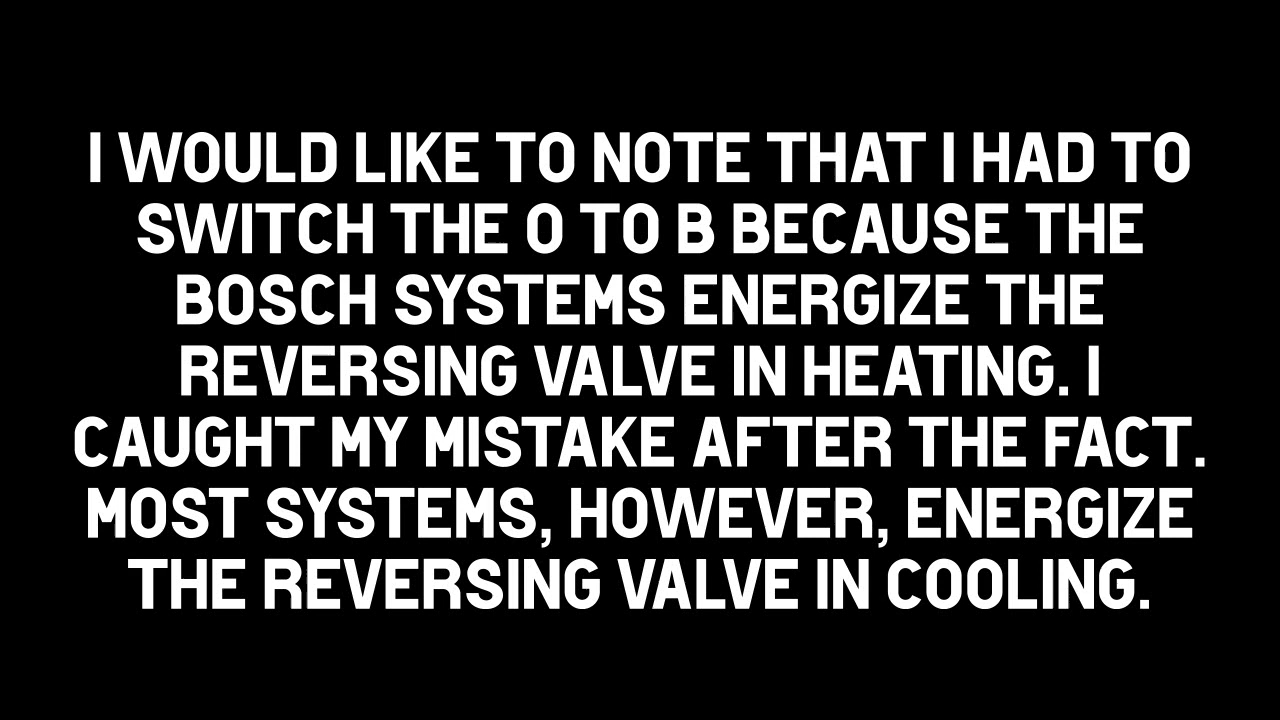 I WOULD LIKE TO NOTE THAT I HAD TO
SWITCH THE O TO B BECAUSE THE
BOSCH SYSTEMS ENERGIZE THE
REVERSING VALVE IN HEATING. I
CAUGHT MY MISTAKE AFTER THE FACT.
MOST SYSTEMS, HOWEVER, ENERGIZE
THE REVERSING VALVE IN COOLING.